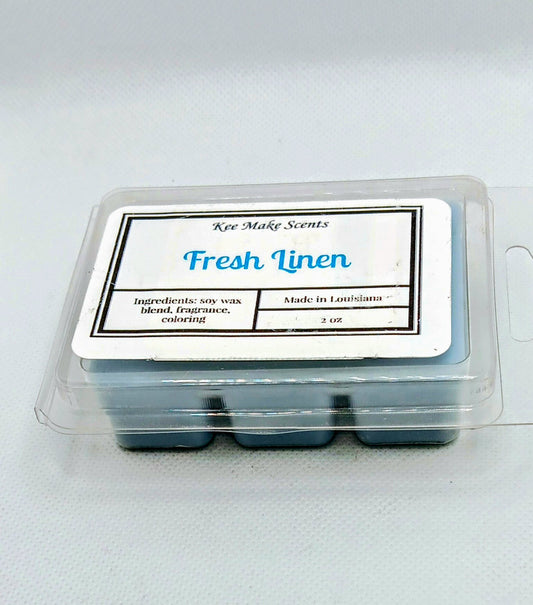 Kee Make Scents
Fresh Linen
Ingredients: soy wax
blend, fragrance,
coloring
Made in Louisiana
2 oz